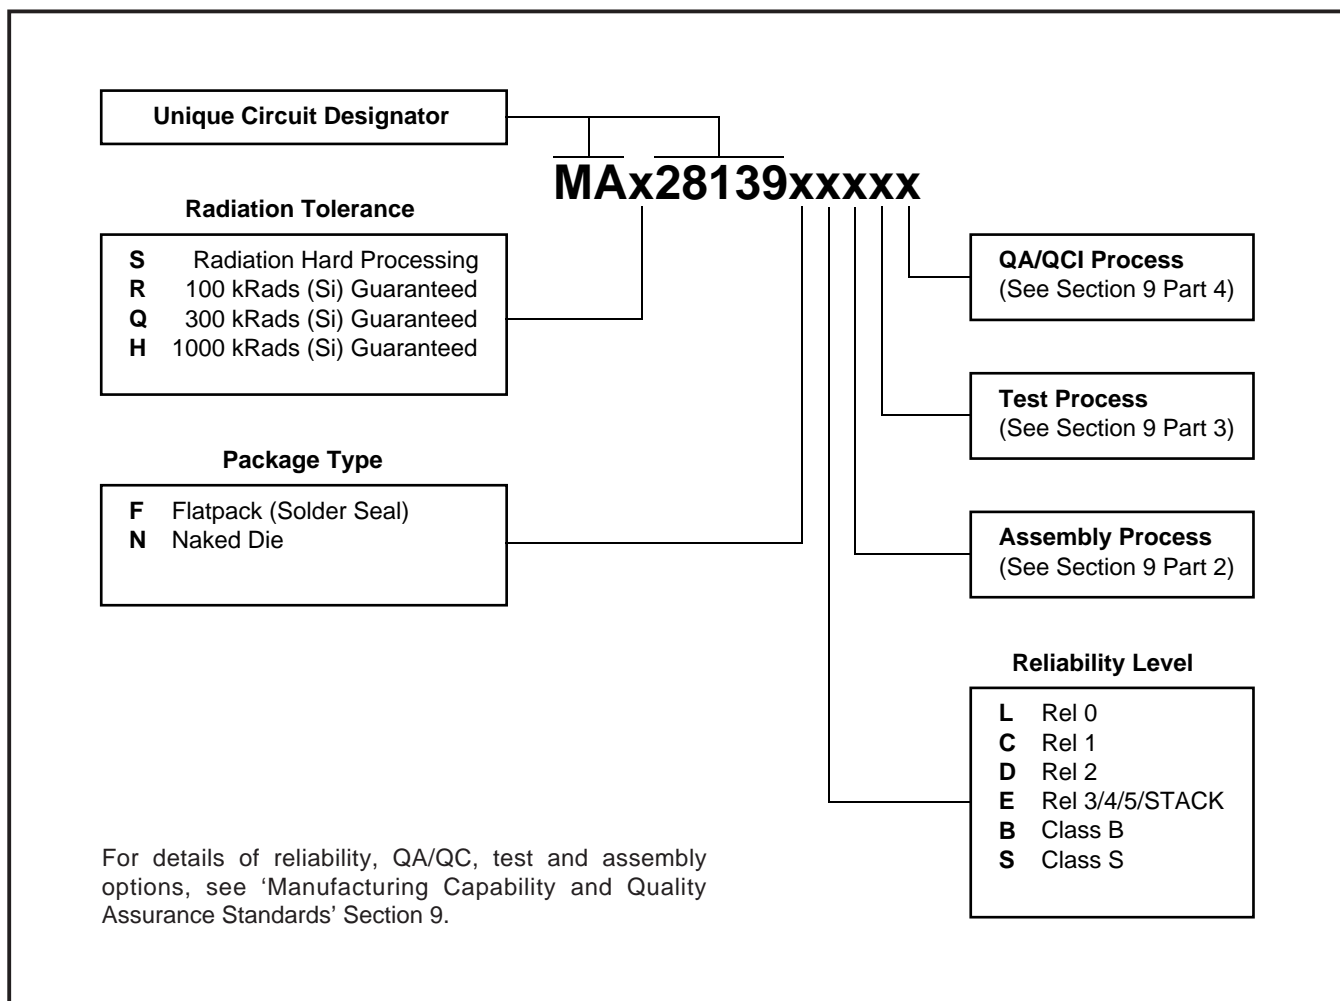 Unique Circuit Designator
MAx28139xxxxx
Radiation Tolerance
S Radiation Hard Processing
R 100 kRads (Si) Guaranteed
Q 300 kRads (Si) Guaranteed
H 1000 kRads (Si) Guaranteed
Package Type
F Flatpack (Solder Seal)
N Naked Die
QA/QCI Process
(See Section 9 Part 4)
Test Process
(See Section 9 Part 3)
Assembly Process
(See Section 9 Part 2)
Reliability Level
L Rel 0
C Rel 1
D Rel 2
E Rel 3/4/5/STACK
B Class B
S Class S
For details of reliability, QA/QC, test and assembly
options, see ‘Manufacturing Capability and Quality
Assurance Standards’ Section 9.